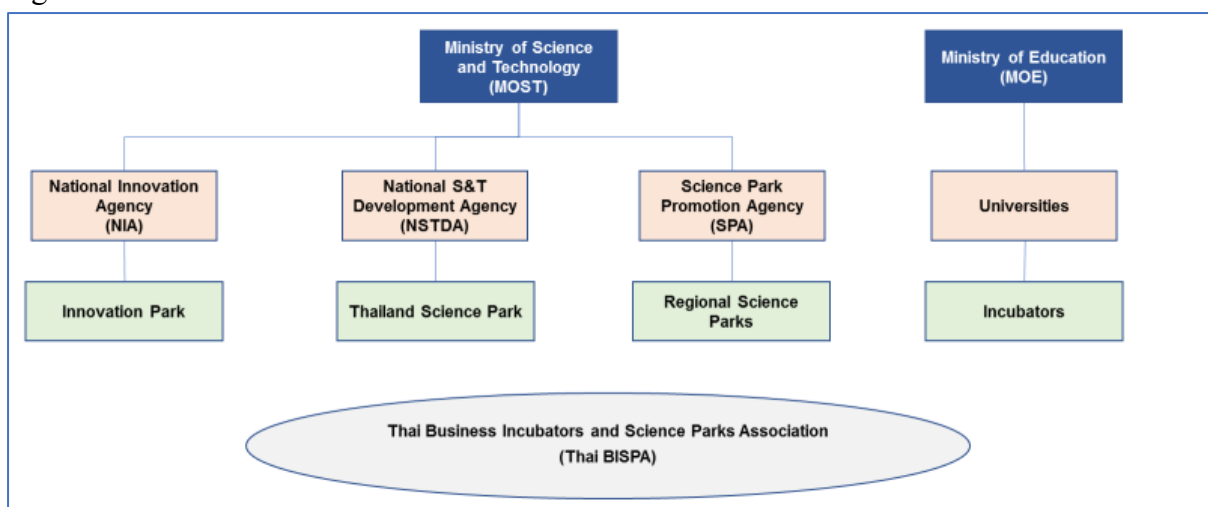 Ministry of Science
and Technology
(MOST)
Ministry of Education
(MOE)
National Innovation
Agency
(NIA)
National S&T
Development Agency
(NSTDA)
Science Park
Promotion Agency
(SPA)
Universities
Innovation Park
Thailand Science Park
Regional Science
Parks
Incubators
Thai Business Incubators and Science Parks Association
(Thai BISPA)